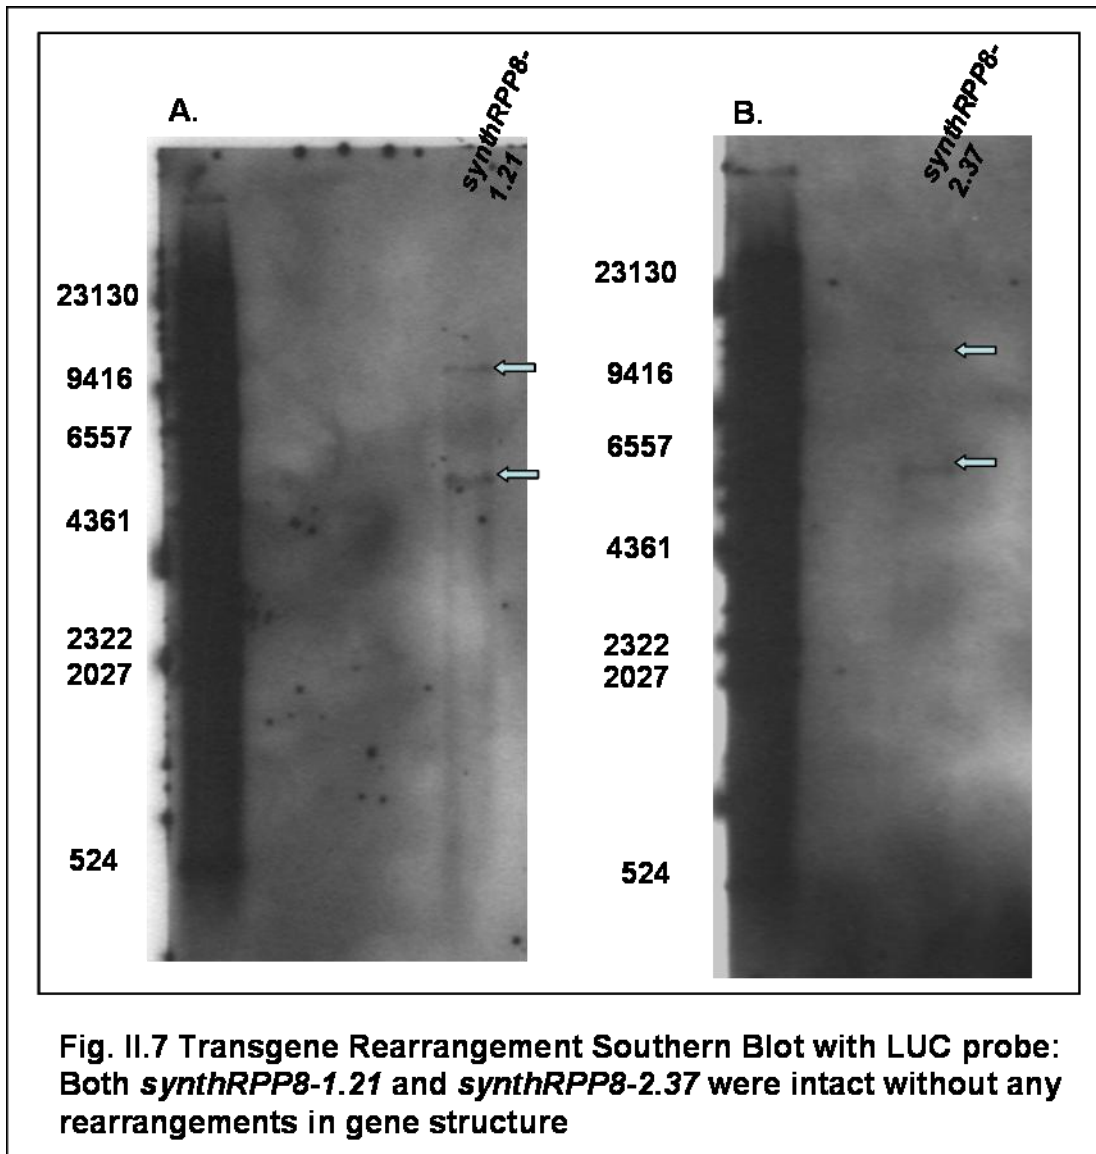 A.
synthRPP8-
1.21
23130
9416
6557
4361
2322
2027
524
B.
synthRPP8-
2.37
23130
9416
6557
4361
2322
2027
524
Fig. II.7 Transgene Rearrangement Southern Blot with LUC probe:
Both synthRPP8-1.21 and synthRPP8-2.37 were intact without any
rearrangements in gene structure